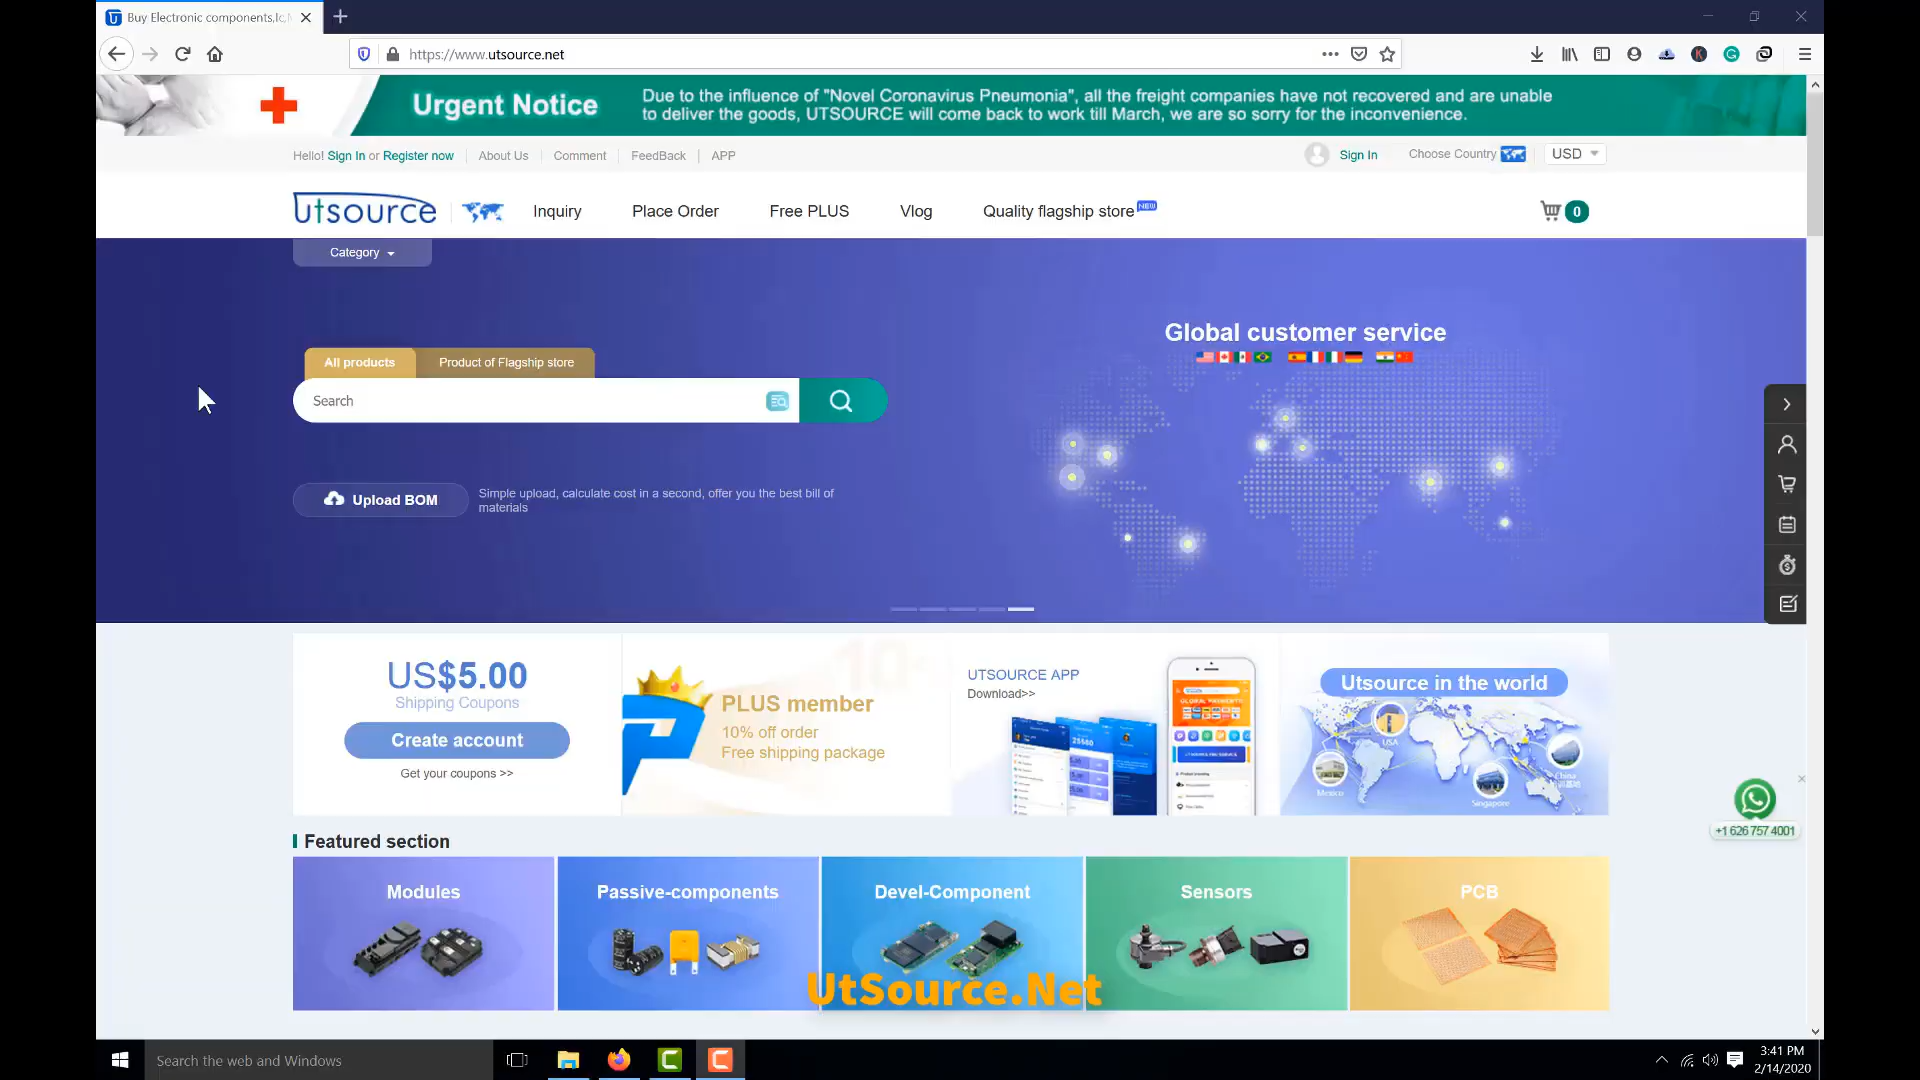 Buy Electronic components,Ic,
https://www.utsource.net
Urgent Notice
Due to the influence of "Novel Coronavirus Pneumonia", all the freight companies have not recovered and are unable
to deliver the goods, UTSOURCE will come back to work till March, we are so sorry for the inconvenience.
Hello! Sign In or Register now
About Us
Comment
FeedBack
APP
Sign In
Choose Country
USD
utsource
Inquiry
Place Order
Free PLUS
Vlog
Quality flagship store NEW
0
Category
Global customer service
All products
Product of Flagship store
Search
Upload BOM
Simple upload, calculate cost in a second, offer you the best bill of
materials
US$5.00
Shipping Coupons
Create account
Get your coupons >>
PLUS member
10% off order
Free shipping package
UTSOURCE APP
Download>>
Utsource in the world
USA
Mexico
Singapore
China
+1 626 757 4001
Featured section
Modules
Passive-components
Devel-Component
Sensors
PCB
UtSource.Net
Search the web and Windows
3:41 PM
2/14/2020